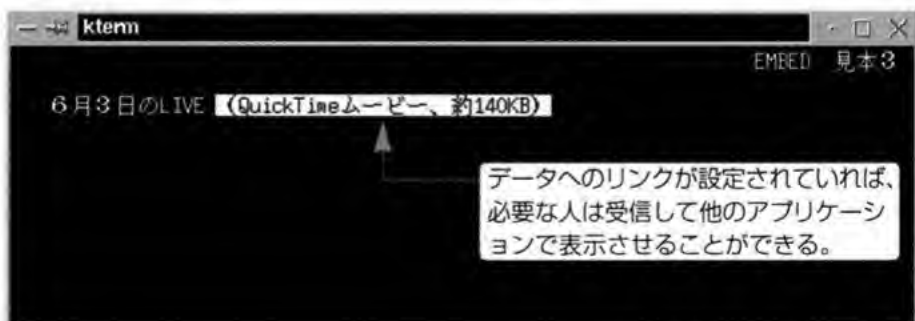 kterm
EMBED 見本3
6月3日のLIVE (QuickTimeムービー、約140KB)
データへのリンクが設定されていれば、
必要な人は受信して他のアプリケーシ
ョンで表示させることができる。